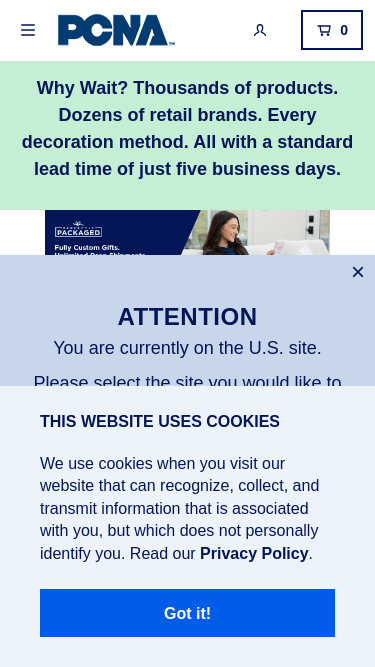 PCNA
0
Why Wait? Thousands of products.
Dozens of retail brands. Every
decoration method. All with a standard
lead time of just five business days.
PACKAGED
Fully Custom Gifts.
Unlimited Drop Shipments.
ATTENTION
You are currently on the U.S. site.
Please select the site you would like to
THIS WEBSITE USES COOKIES
We use cookies when you visit our
website that can recognize, collect, and
transmit information that is associated
with you, but which does not personally
identify you. Read our Privacy Policy.
Got it!